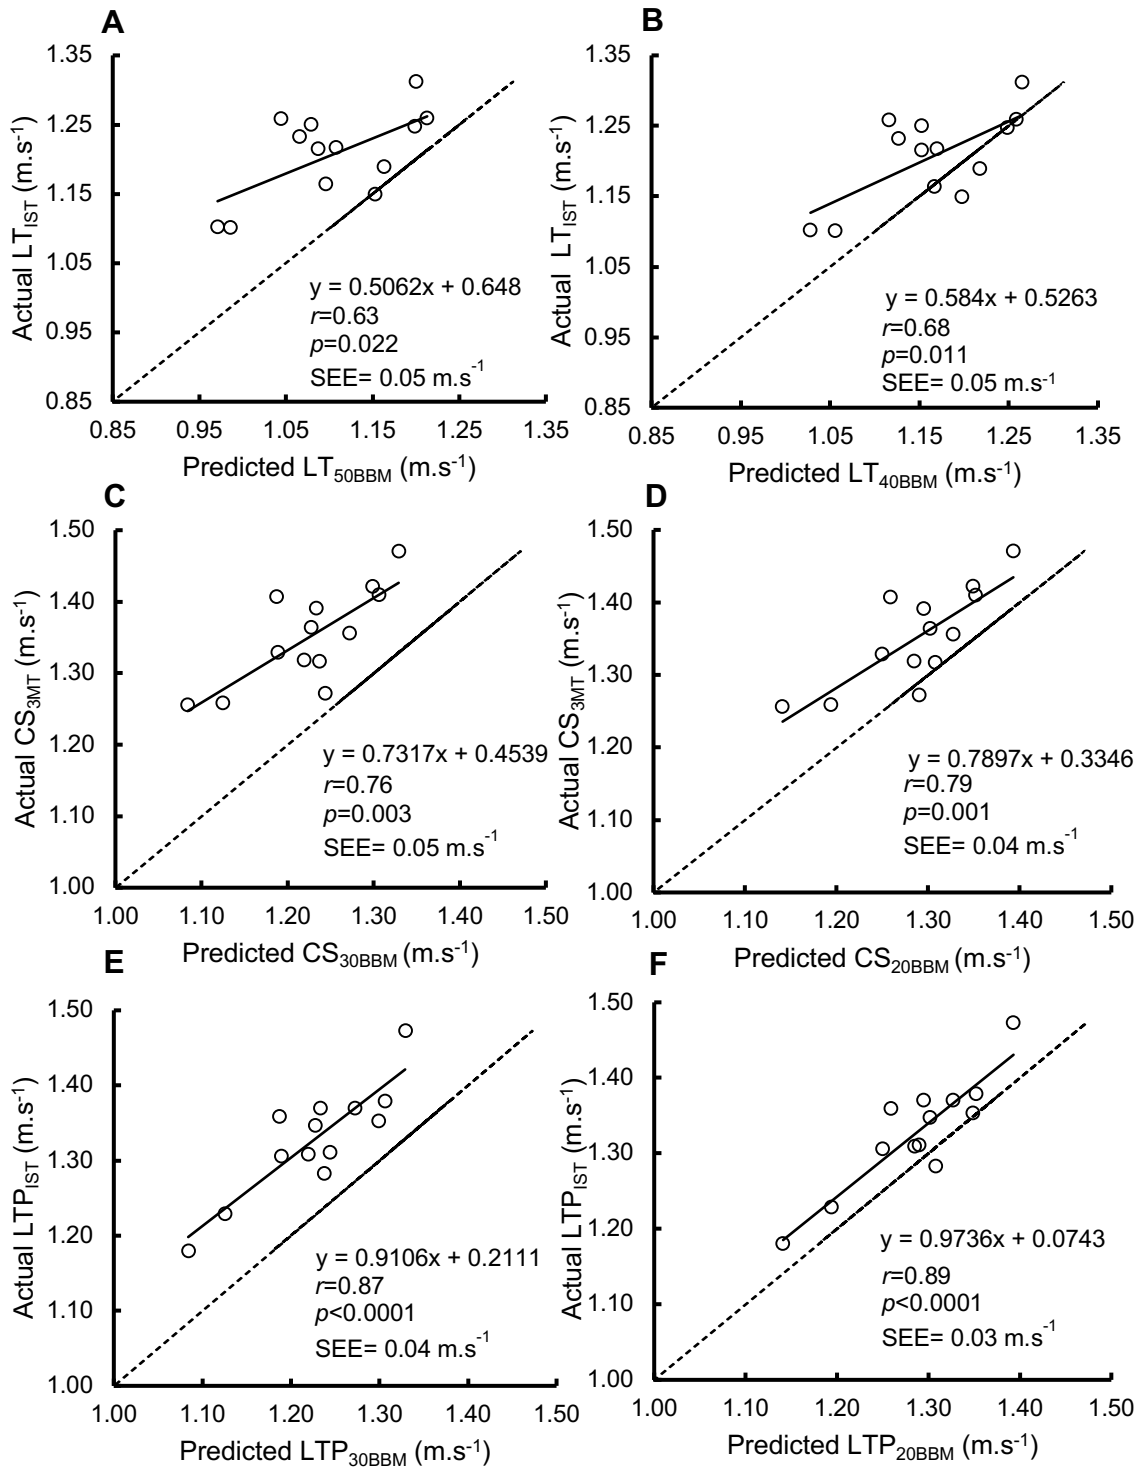 A
1.35
1.25
1.15
1.05
0.95
0.85
Actual LT_IST (m.s⁻¹)
y = 0.5062x + 0.648
r=0.63
p=0.022
SEE= 0.05 m.s⁻¹
0.85 0.95 1.05 1.15 1.25 1.35
Predicted LT_50BBM (m.s⁻¹)
B
1.35
1.25
1.15
1.05
0.95
0.85
Actual LT_IST (m.s⁻¹)
y = 0.584x + 0.5263
r=0.68
p=0.011
SEE= 0.05 m.s⁻¹
0.85 0.95 1.05 1.15 1.25 1.35
Predicted LT_40BBM (m.s⁻¹)
C
1.50
1.40
1.30
1.20
1.10
1.00
Actual CS_3MT (m.s⁻¹)
y = 0.7317x + 0.4539
r=0.76
p=0.003
SEE= 0.05 m.s⁻¹
1.00 1.10 1.20 1.30 1.40 1.50
Predicted CS_30BBM (m.s⁻¹)
D
1.50
1.40
1.30
1.20
1.10
1.00
Actual CS_3MT (m.s⁻¹)
y = 0.7897x + 0.3346
r=0.79
p=0.001
SEE= 0.04 m.s⁻¹
1.00 1.10 1.20 1.30 1.40 1.50
Predicted CS_20BBM (m.s⁻¹)
E
1.50
1.40
1.30
1.20
1.10
1.00
Actual LTP_IST (m.s⁻¹)
y = 0.9106x + 0.2111
r=0.87
p<0.0001
SEE= 0.04 m.s⁻¹
1.00 1.10 1.20 1.30 1.40 1.50
Predicted LTP_30BBM (m.s⁻¹)
F
1.50
1.40
1.30
1.20
1.10
1.00
Actual LTP_IST (m.s⁻¹)
y = 0.9736x + 0.0743
r=0.89
p<0.0001
SEE= 0.03 m.s⁻¹
1.00 1.10 1.20 1.30 1.40 1.50
Predicted LTP_20BBM (m.s⁻¹)